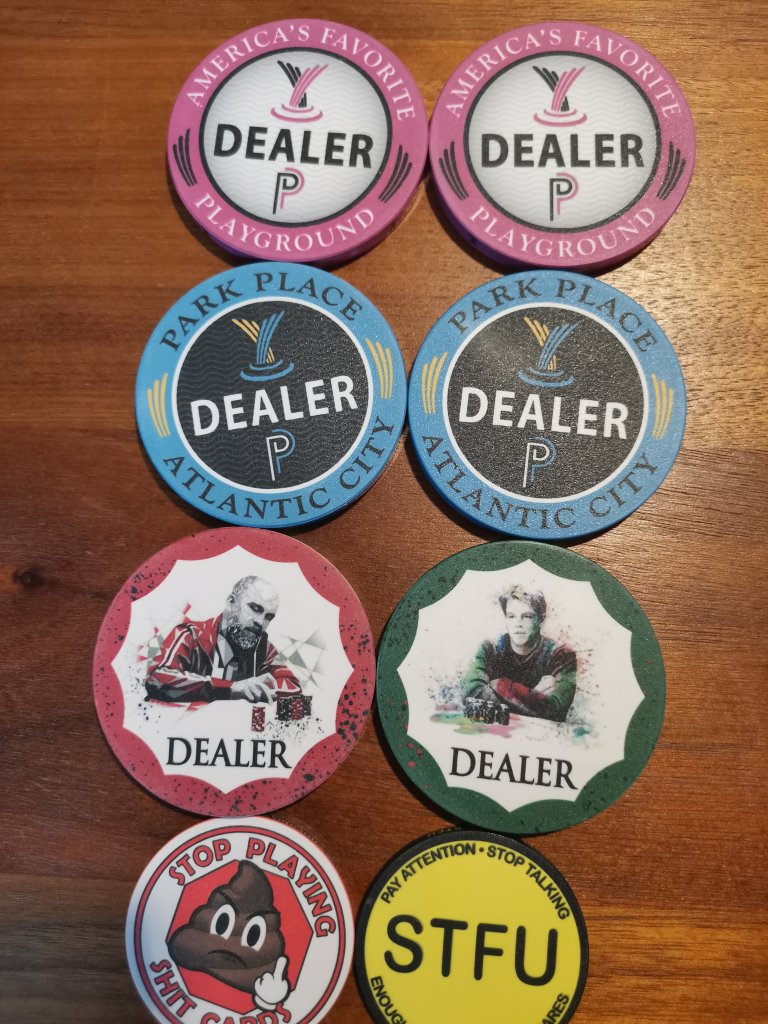 AMERICA'S FAVORITE
DEALER
P
PLAYGROUND
AMERICA'S FAVORITE
DEALER
P
PLAYGROUND
PARK PLACE
DEALER
P
ATLANTIC CITY
PARK PLACE
DEALER
P
ATLANTIC CITY
DEALER
DEALER
STOP PLAYING
SHIT CARDS
PAY ATTENTION • STOP TALKING
STFU